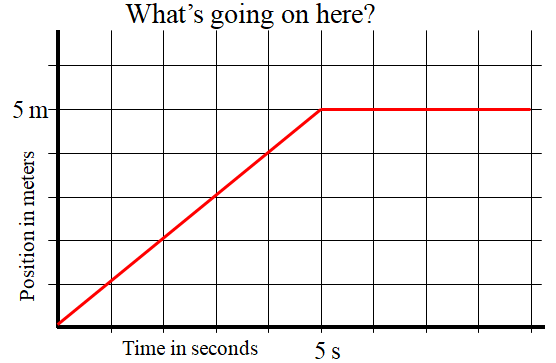 What’s going on here?
5 m
Position in meters
Time in seconds
5 s